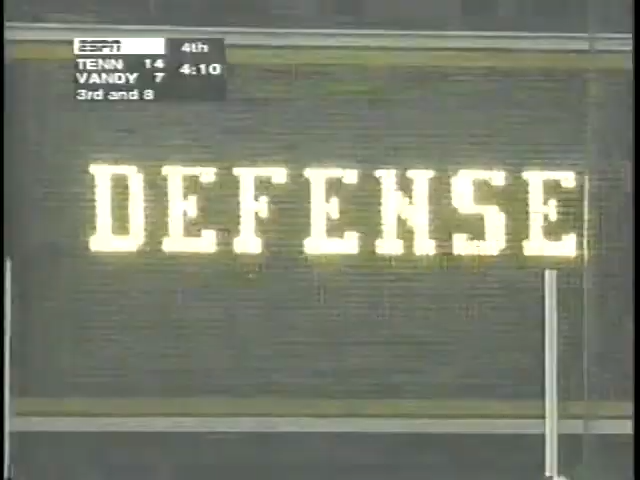 ESPN 4th
TENN 14
VANDY 7 4:10
3rd and 8
DEFENSE